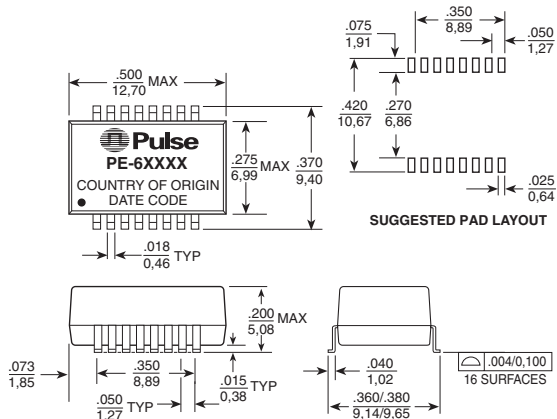 .500 MAX
12,70
Pulse
PE-6XXXX
COUNTRY OF ORIGIN
DATE CODE
.275 MAX
6,99
.370
9,40
.018 TYP
0,46
.350
8,89
.075
1,91
.050
1,27
.420
10,67
.270
6,86
.025
0,64
SUGGESTED PAD LAYOUT
.200 MAX
5,08
.073
1,85
.350
8,89
.015 TYP
0,38
.050 TYP
1,27
.040
1,02
.360/.380
9,14/9,65
.004/0,100
16 SURFACES